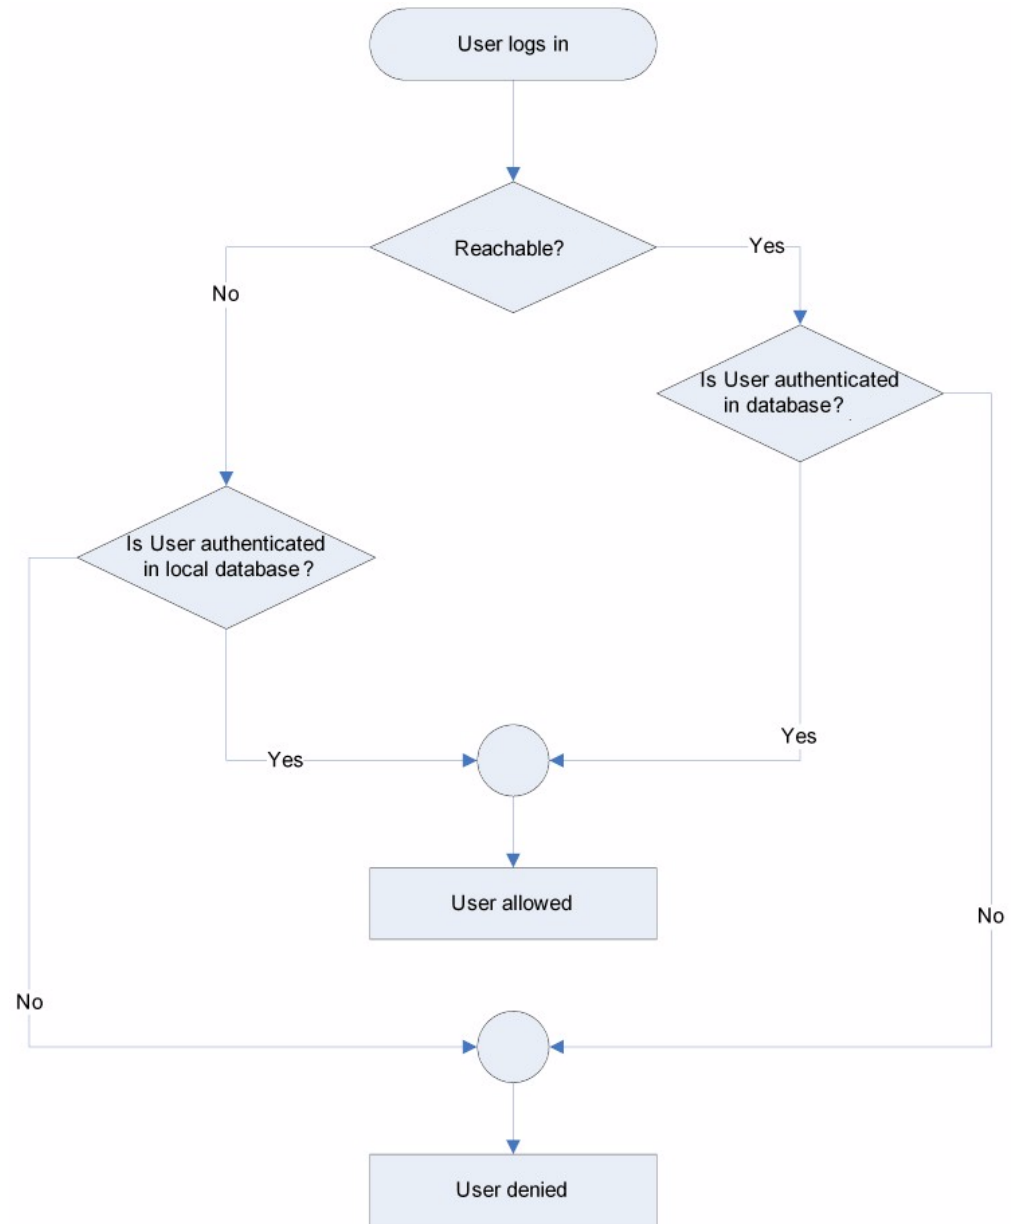 User logs in
Reachable?
Yes
No
Is User authenticated
in database?
Is User authenticated
in local database?
Yes
Yes
User allowed
No
No
User denied